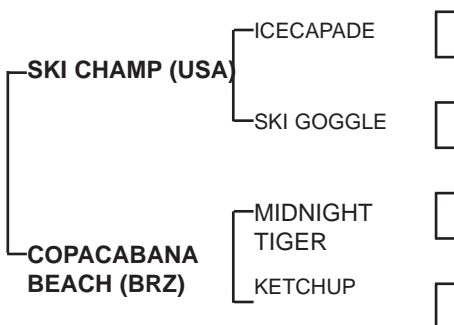 ICECAPADE
SKI CHAMP (USA)
SKI GOGGLE
MIDNIGHT
TIGER
COPACABANA
BEACH (BRZ)
KETCHUP